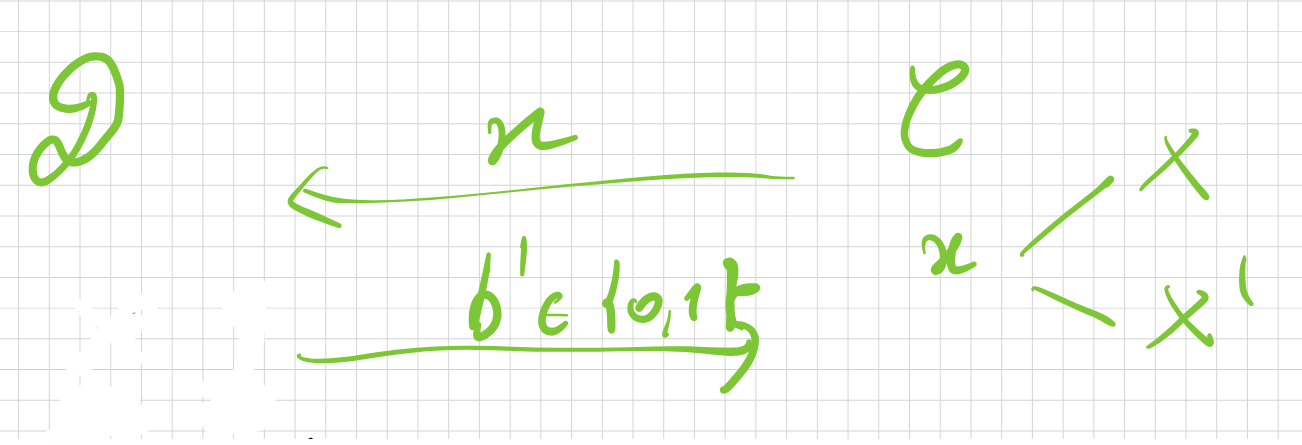 𝒟 x 𝒞
x X
X'
b' ∈ {0,1}